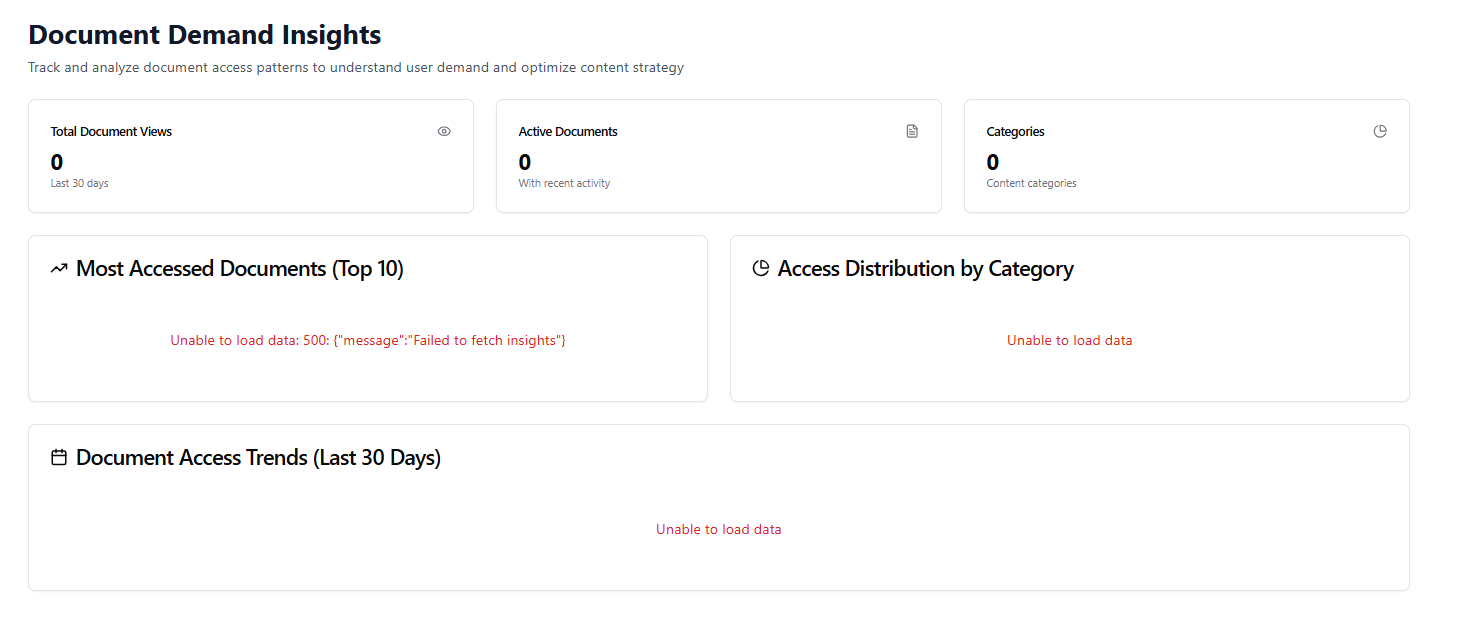 Document Demand Insights
Track and analyze document access patterns to understand user demand and optimize content strategy
Total Document Views
0
Last 30 days
Active Documents
0
With recent activity
Categories
0
Content categories
Most Accessed Documents (Top 10)
Unable to load data: 500: {"message":"Failed to fetch insights"}
Access Distribution by Category
Unable to load data
Document Access Trends (Last 30 Days)
Unable to load data